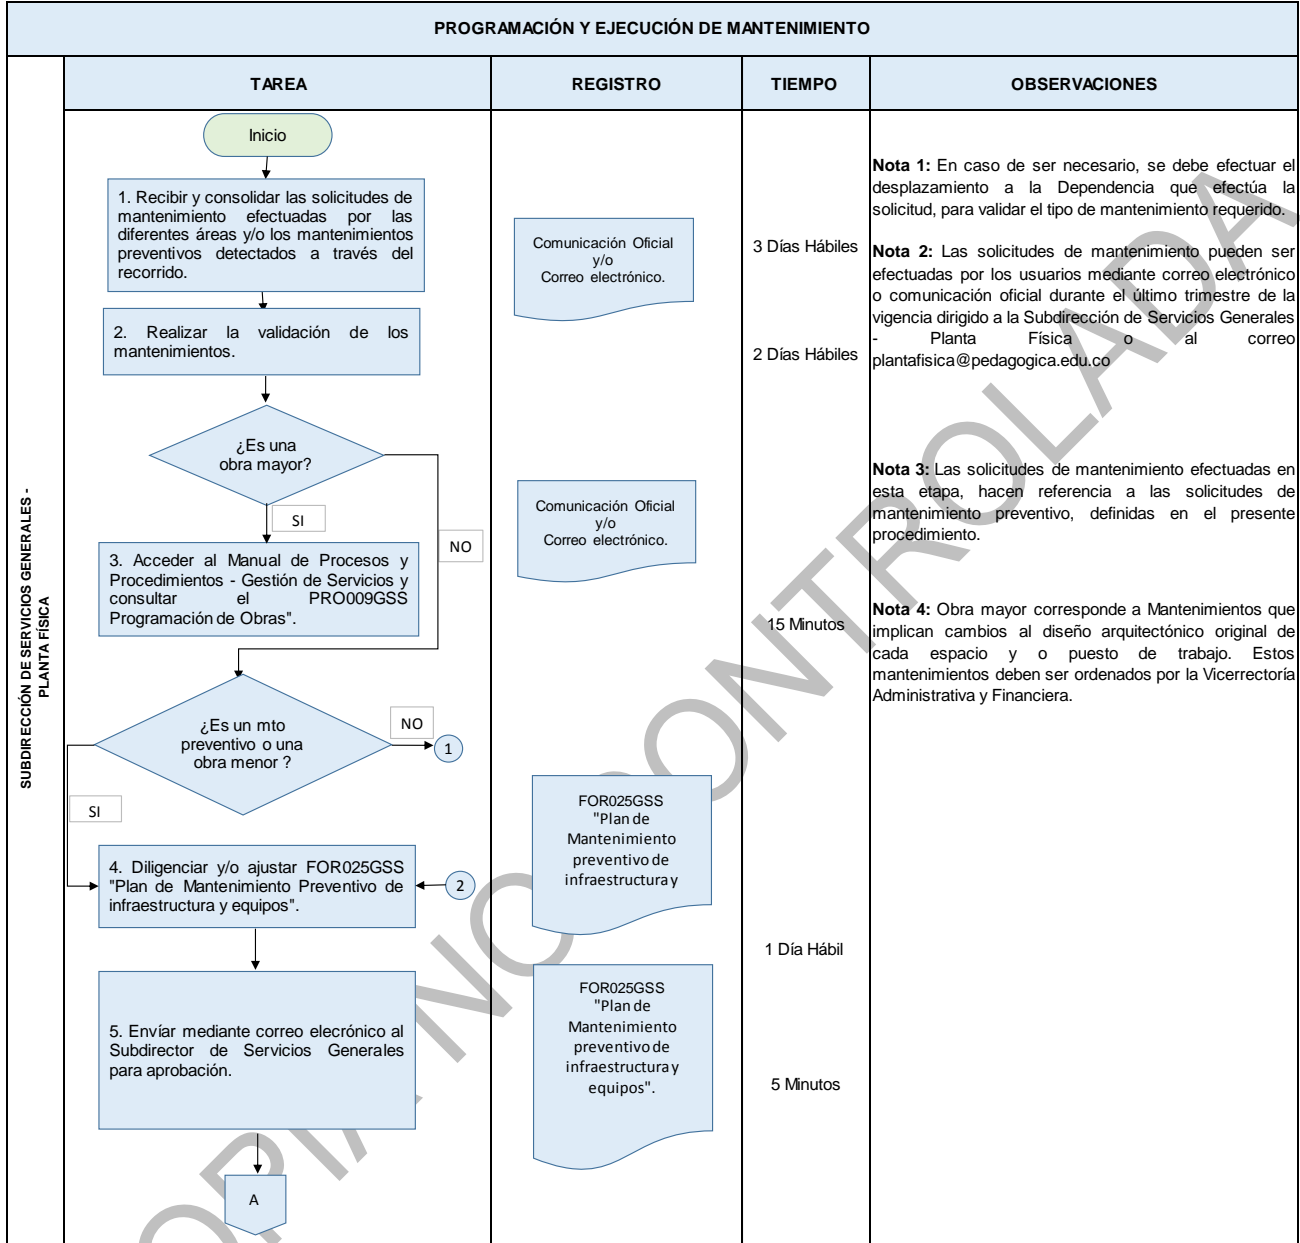 PROGRAMACIÓN Y EJECUCIÓN DE MANTENIMIENTO
SUBDIRECCIÓN DE SERVICIOS GENERALES -
PLANTA FÍSICA
TAREA
REGISTRO
TIEMPO
OBSERVACIONES
Inicio
1. Recibir y consolidar las solicitudes de
mantenimiento efectuadas por las
diferentes áreas y/o los mantenimientos
preventivos detectados a través del
recorrido.
2. Realizar la validación de los
mantenimientos.
¿Es una
obra mayor?
SI
NO
3. Acceder al Manual de Procesos y
Procedimientos - Gestión de Servicios y
consultar el PRO009GSS
Programación de Obras".
¿Es un mto
preventivo o una
obra menor ?
NO
1
SI
4. Diligenciar y/o ajustar FOR025GSS
"Plan de Mantenimiento Preventivo de
infraestructura y equipos".
2
5. Envíar mediante correo elecrónico al
Subdirector de Servicios Generales
para aprobación.
A
Comunicación Oficial
y/o
Correo electrónico.
Comunicación Oficial
y/o
Correo electrónico.
FOR025GSS
"Plan de
Mantenimiento
preventivo de
infraestructura y
FOR025GSS
"Plan de
Mantenimiento
preventivo de
infraestructura y
equipos".
3 Días Hábiles
2 Días Hábiles
15 Minutos
1 Día Hábil
5 Minutos
Nota 1: En caso de ser necesario, se debe efectuar el
desplazamiento a la Dependencia que efectúa la
solicitud, para validar el tipo de mantenimiento requerido.
Nota 2: Las solicitudes de mantenimiento pueden ser
efectuadas por los usuarios mediante correo electrónico
o comunicación oficial durante el último trimestre de la
vigencia dirigido a la Subdirección de Servicios Generales
- Planta Física o al correo
plantafisica@pedagogica.edu.co
Nota 3: Las solicitudes de mantenimiento efectuadas en
esta etapa, hacen referencia a las solicitudes de
mantenimiento preventivo, definidas en el presente
procedimiento.
Nota 4: Obra mayor corresponde a Mantenimientos que
implican cambios al diseño arquitectónico original de
cada espacio y o puesto de trabajo. Estos
mantenimientos deben ser ordenados por la Vicerrectoría
Administrativa y Financiera.
OPIA NO CONTROLADA